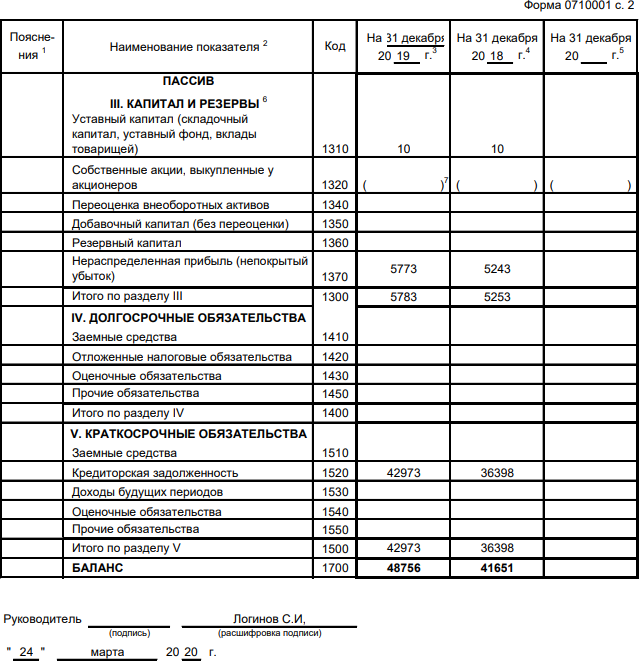 Форма 0710001 с. 2
Поясне-
ния 1
Наименование показателя 2
Код
На 31 декабря
20 19 г.3
На 31 декабря
20 18 г.4
На 31 декабря
20 г.5
ПАССИВ
III. КАПИТАЛ И РЕЗЕРВЫ 6
Уставный капитал (складочный
капитал, уставный фонд, вклады
товарищей) 1310 10 10
Собственные акции, выкупленные у
акционеров 1320 ( )7 ( ) ( )
Переоценка внеоборотных активов 1340
Добавочный капитал (без переоценки) 1350
Резервный капитал 1360
Нераспределенная прибыль (непокрытый
убыток) 1370 5773 5243
Итого по разделу III 1300 5783 5253
IV. ДОЛГОСРОЧНЫЕ ОБЯЗАТЕЛЬСТВА
Заемные средства 1410
Отложенные налоговые обязательства 1420
Оценочные обязательства 1430
Прочие обязательства 1450
Итого по разделу IV 1400
V. КРАТКОСРОЧНЫЕ ОБЯЗАТЕЛЬСТВА
Заемные средства 1510
Кредиторская задолженность 1520 42973 36398
Доходы будущих периодов 1530
Оценочные обязательства 1540
Прочие обязательства 1550
Итого по разделу V 1500 42973 36398
БАЛАНС 1700 48756 41651
Руководитель Логинов С.И,
(подпись) (расшифровка подписи)
" 24 " марта 20 20 г.